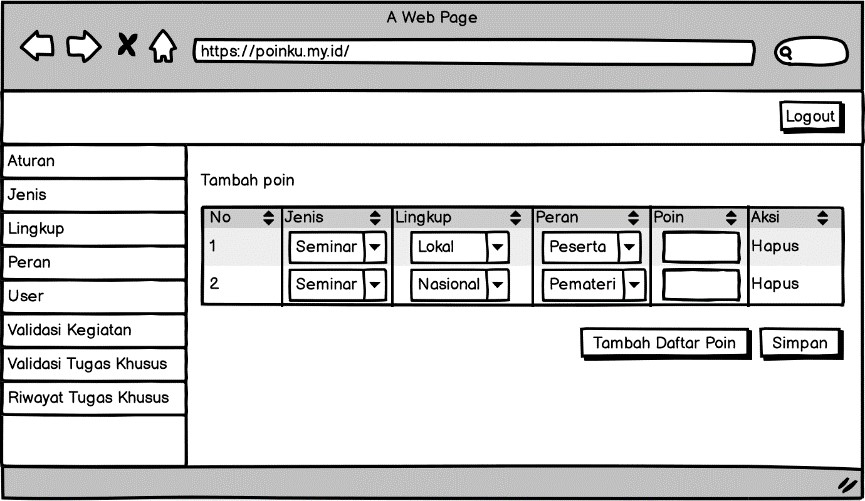 A Web Page
https://poinku.my.id/
Logout
Aturan
Jenis
Lingkup
Peran
User
Validasi Kegiatan
Validasi Tugas Khusus
Riwayat Tugas Khusus
Tambah poin
No Jenis Lingkup Peran Poin Aksi
1 Seminar Lokal Peserta Hapus
2 Seminar Nasional Pemateri Hapus
Tambah Daftar Poin Simpan